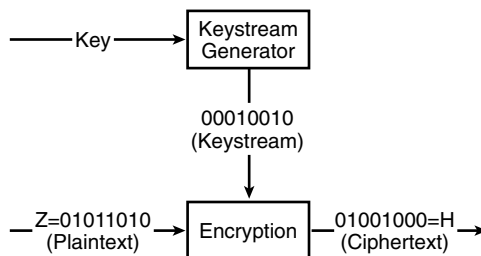 Key
Keystream
Generator
00010010
(Keystream)
Z=01011010
(Plaintext)
Encryption
01001000=H
(Ciphertext)